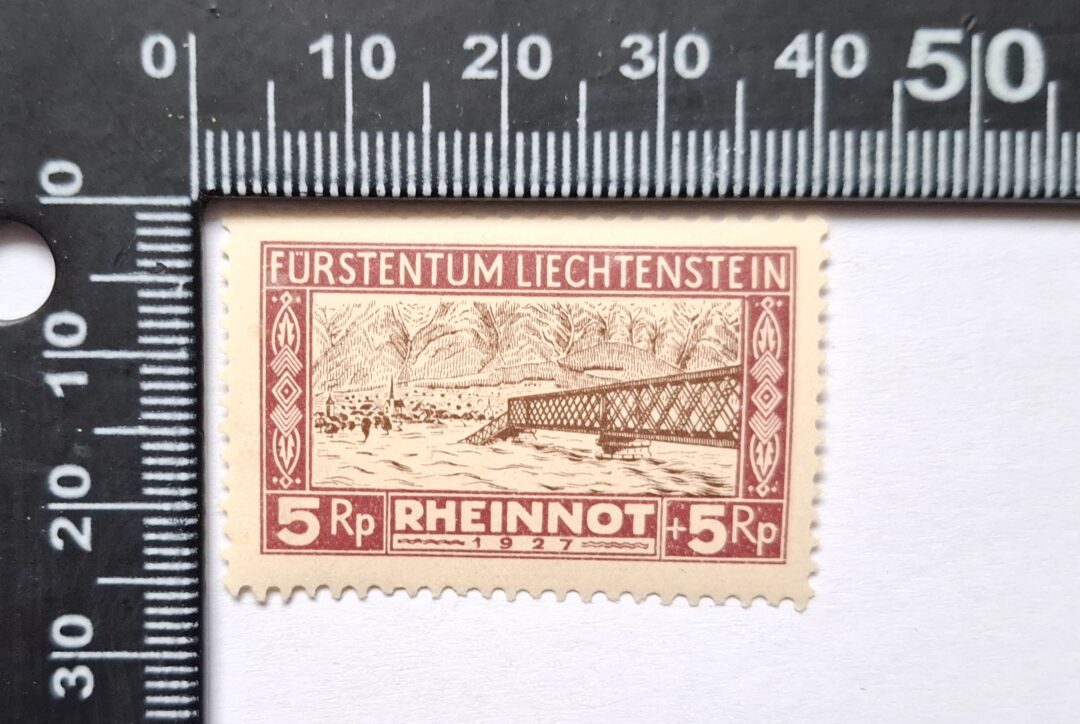 0 10 20 30 40 50
0
10
20
30
FÜRSTENTUM LIECHTENSTEIN
5 Rp RHEINNOT +5 Rp
1927